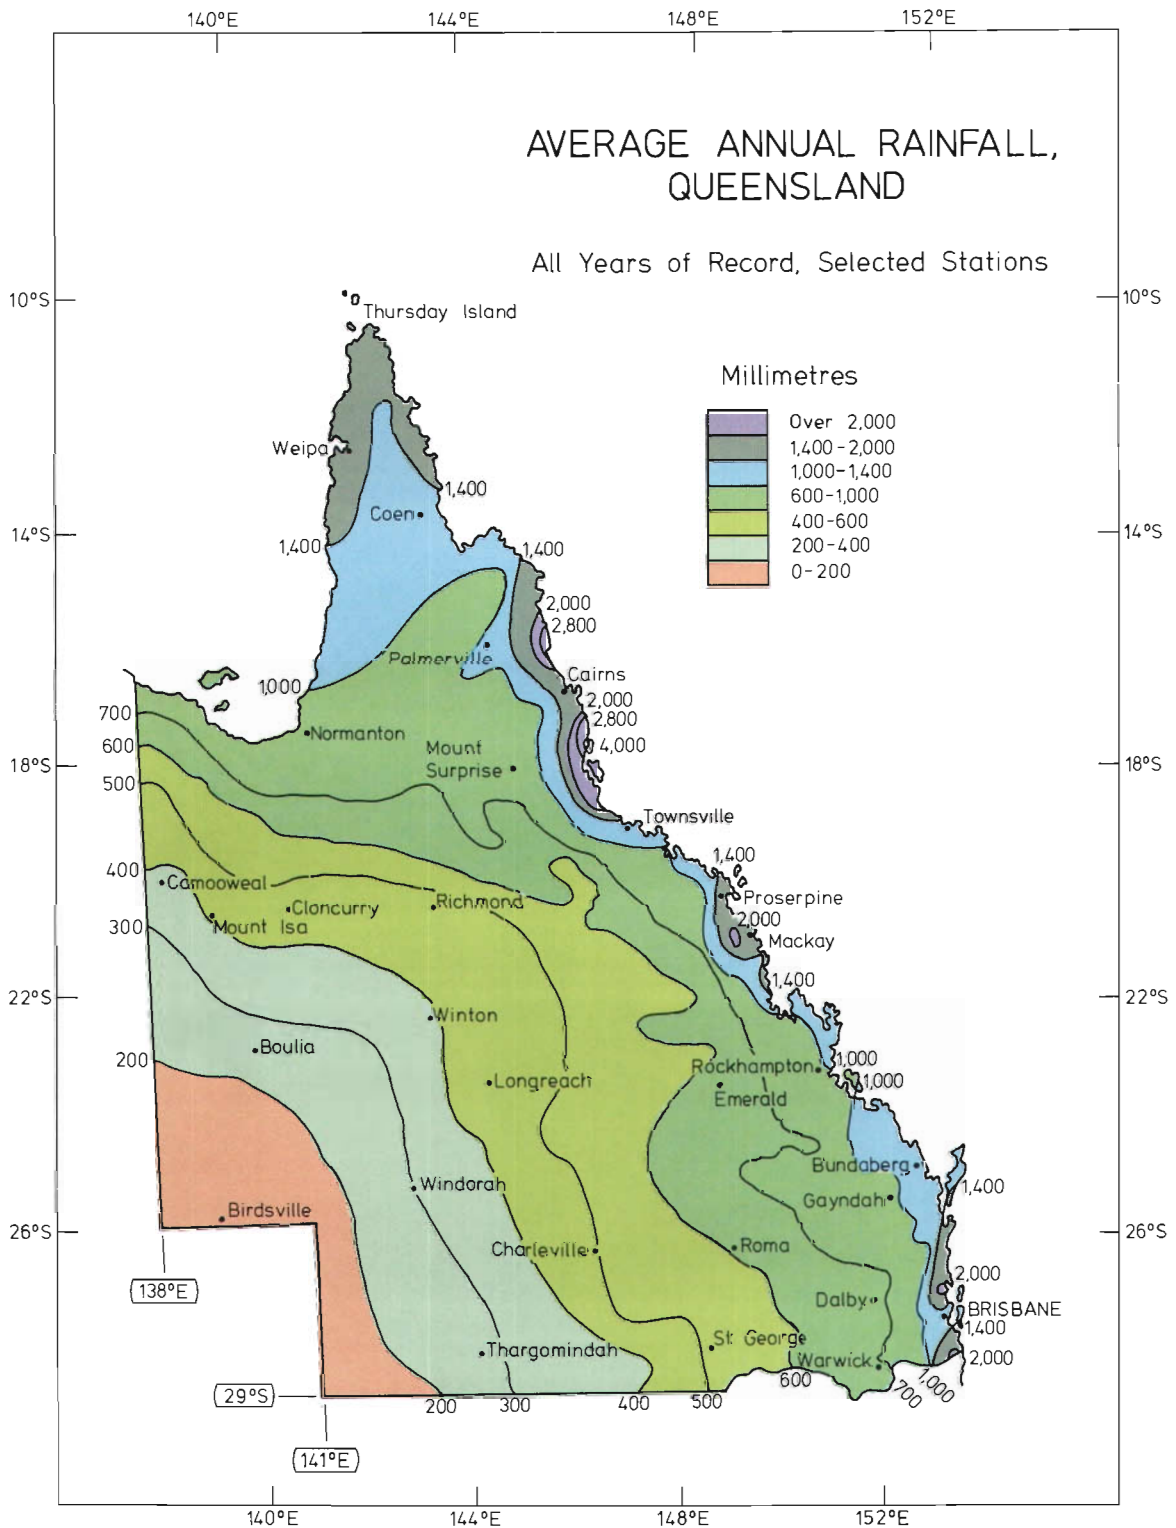 140°E 144°E 148°E 152°E
AVERAGE ANNUAL RAINFALL,
QUEENSLAND
All Years of Record, Selected Stations
10°S 10°S
Thursday Island
Millimetres
Over 2,000
1,400-2,000
1,000-1,400
600-1,000
400-600
200-400
0-200
Weipa
1,400
Coen
14°S 14°S
1,400
1,400
2,000
2,800
Palmerville
Cairns
1,000
2,000
700
2,800
Normanton
600
4,000
Mount
Surprise
18°S 18°S
500
Townsville
1,400
400
Camooweal
Proserpine
Richmond
Cloncurry
2,000
300
Mount Isa
Mackay
1,400
22°S 22°S
Winton
Boulia
200
1,000
Rockhampton
1,000
Longreach
Emerald
Bundaberg
Windorah
1,400
Gayndah
Birdsville
26°S 26°S
Roma
Charleville
2,000
138°E
Dalby
BRISBANE
1,400
St George
Thargomindah
2,000
Warwick
600
1,000
700
29°S
200 300 400 500
141°E
140°E 144°E 148°E 152°E